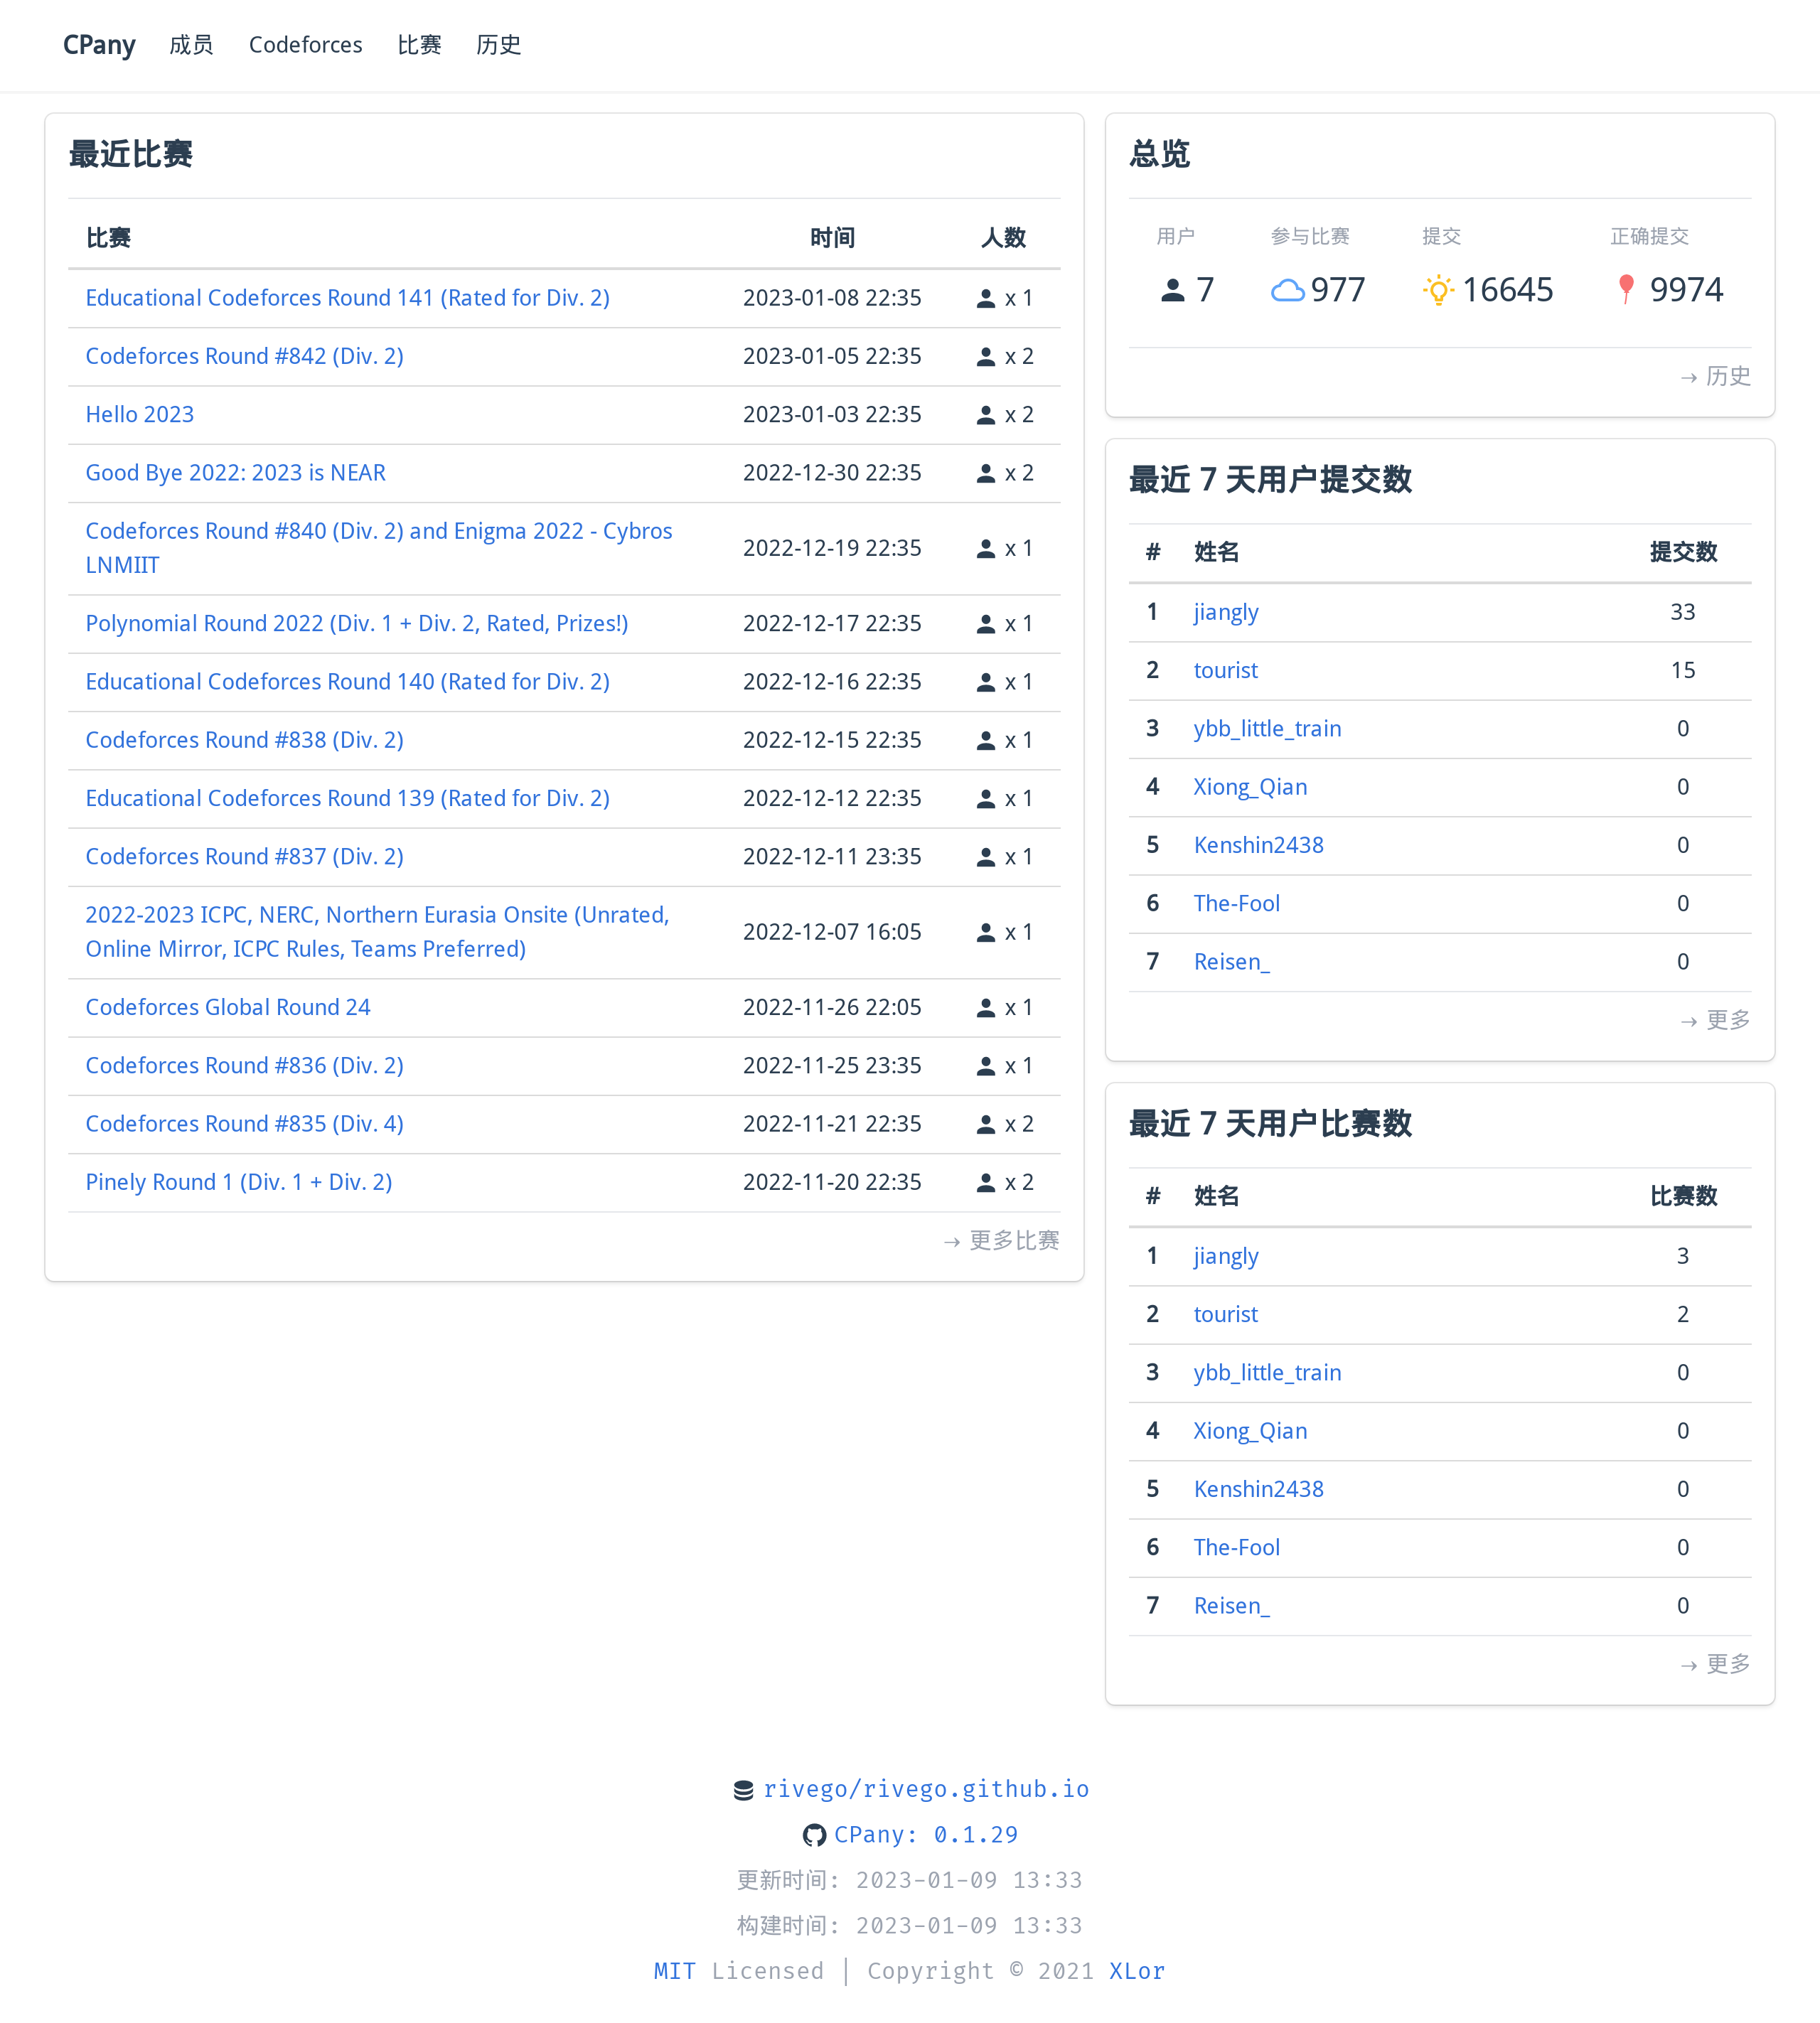 CPany 成员 Codeforces 比赛 历史
最近比赛
比赛 时间 人数
Educational Codeforces Round 141 (Rated for Div. 2) 2023-01-08 22:35 x 1
Codeforces Round #842 (Div. 2) 2023-01-05 22:35 x 2
Hello 2023 2023-01-03 22:35 x 2
Good Bye 2022: 2023 is NEAR 2022-12-30 22:35 x 2
Codeforces Round #840 (Div. 2) and Enigma 2022 - Cybros
LNMIIT 2022-12-19 22:35 x 1
Polynomial Round 2022 (Div. 1 + Div. 2, Rated, Prizes!) 2022-12-17 22:35 x 1
Educational Codeforces Round 140 (Rated for Div. 2) 2022-12-16 22:35 x 1
Codeforces Round #838 (Div. 2) 2022-12-15 22:35 x 1
Educational Codeforces Round 139 (Rated for Div. 2) 2022-12-12 22:35 x 1
Codeforces Round #837 (Div. 2) 2022-12-11 23:35 x 1
2022-2023 ICPC, NERC, Northern Eurasia Onsite (Unrated,
Online Mirror, ICPC Rules, Teams Preferred) 2022-12-07 16:05 x 1
Codeforces Global Round 24 2022-11-26 22:05 x 1
Codeforces Round #836 (Div. 2) 2022-11-25 23:35 x 1
Codeforces Round #835 (Div. 4) 2022-11-21 22:35 x 2
Pinely Round 1 (Div. 1 + Div. 2) 2022-11-20 22:35 x 2
→ 更多比赛
总览
用户 参与比赛 提交 正确提交
7 977 16645 9974
→ 历史
最近 7 天用户提交数
# 姓名 提交数
1 jiangly 33
2 tourist 15
3 ybb_little_train 0
4 Xiong_Qian 0
5 Kenshin2438 0
6 The-Fool 0
7 Reisen_ 0
→ 更多
最近 7 天用户比赛数
# 姓名 比赛数
1 jiangly 3
2 tourist 2
3 ybb_little_train 0
4 Xiong_Qian 0
5 Kenshin2438 0
6 The-Fool 0
7 Reisen_ 0
→ 更多
rivego/rivego.github.io
CPany: 0.1.29
更新时间: 2023-01-09 13:33
构建时间: 2023-01-09 13:33
MIT Licensed | Copyright © 2021 XLor